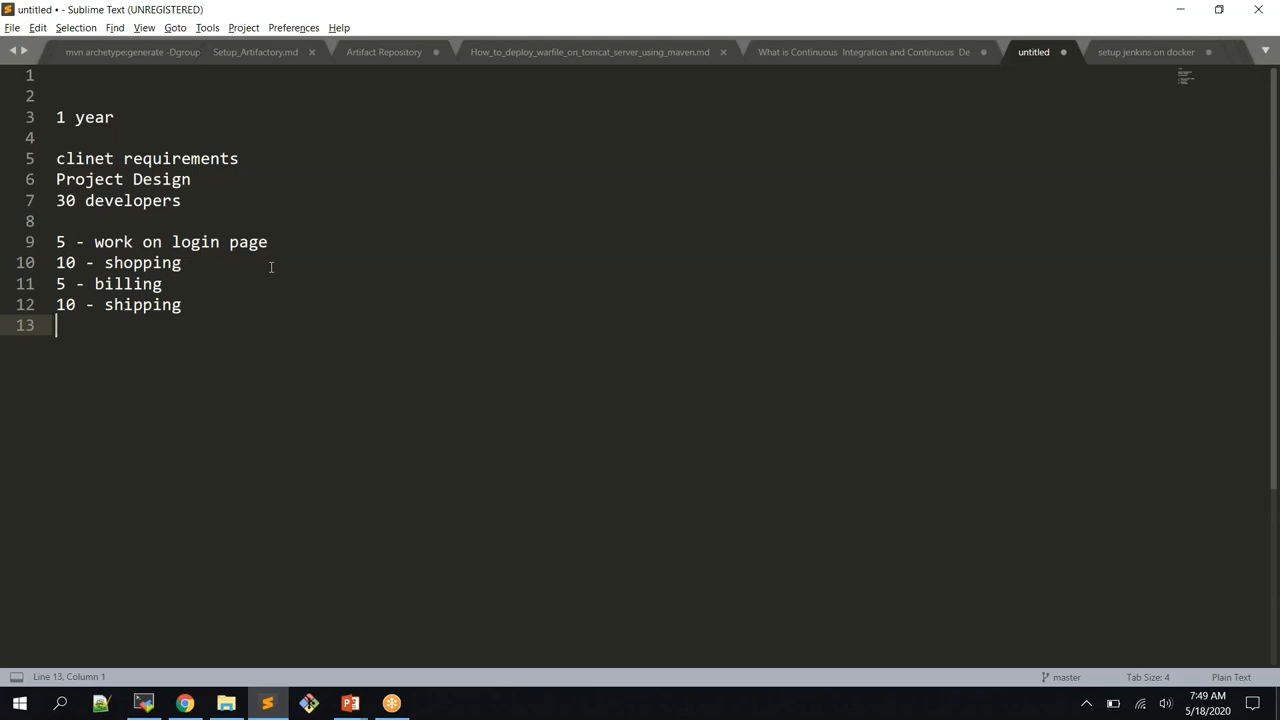 untitled • - Sublime Text (UNREGISTERED)
File Edit Selection Find View Goto Tools Project Preferences Help
mvn archetype:generate -Dgroup Setup_Artifactory.md Artifact Repository How_to_deploy_warfile_on_tomcat_server_using_maven.md What is Continuous Integration and Continuous De untitled setup jenkins on docker
1
2
3 1 year
4
5 clinet requirements
6 Project Design
7 30 developers
8
9 5 - work on login page
10 10 - shopping
11 5 - billing
12 10 - shipping
13
Line 13, Column 1 master Tab Size: 4 Plain Text
7:49 AM
5/18/2020